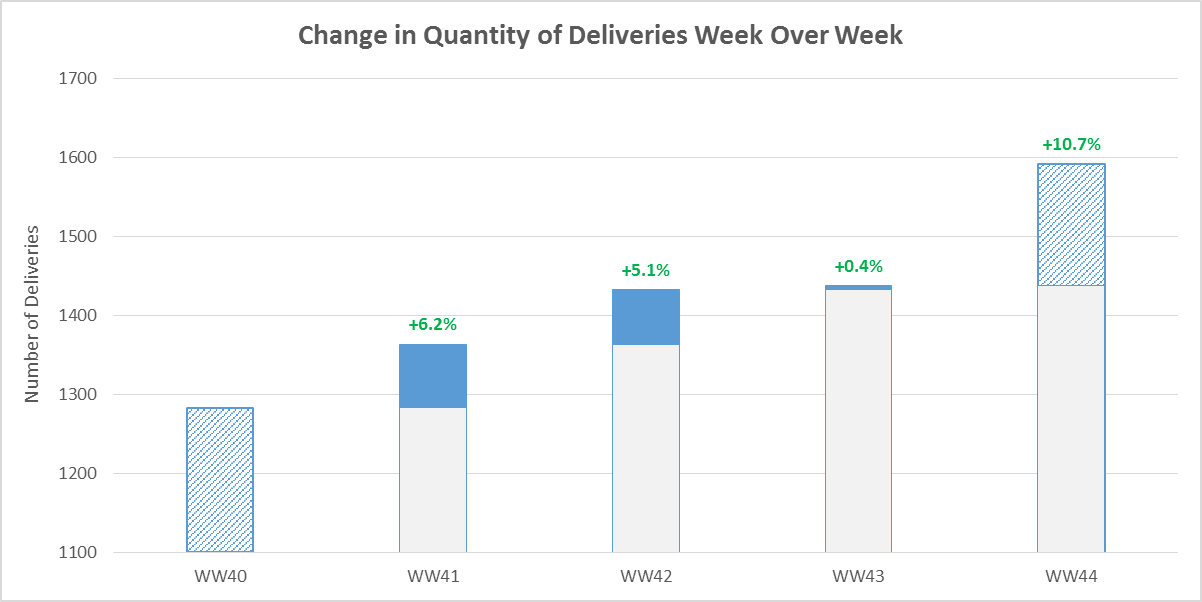 Change in Quantity of Deliveries Week Over Week
Number of Deliveries
1700
1600
1500
1400
1300
1200
1100
+6.2%
+5.1%
+0.4%
+10.7%
WW40
WW41
WW42
WW43
WW44